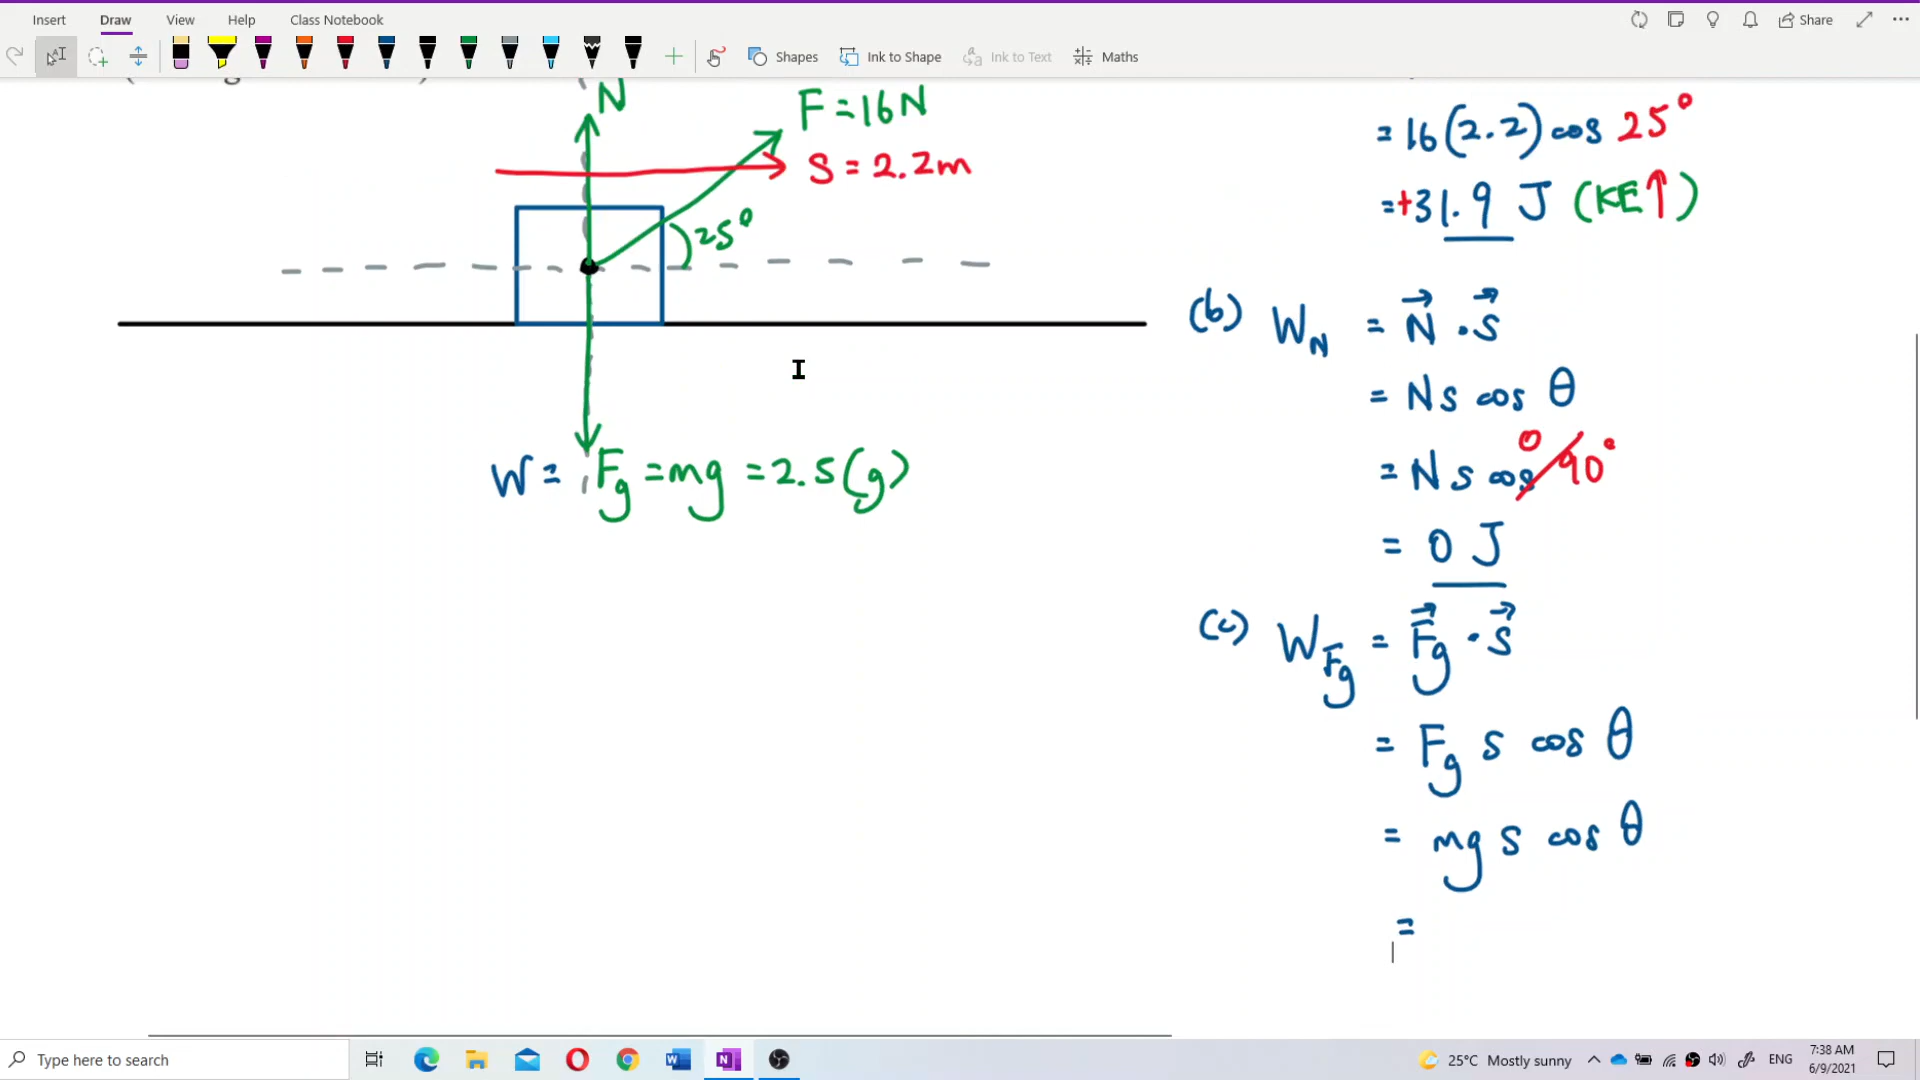 Insert Draw View Help Class Notebook Share
Shapes Ink to Shape Ink to Text Maths
N
F = 16N
S = 2.2m
25°
W = Fg = mg = 2.5(g)
= 16(2.2) cos 25°
= +31.9 J (KE↑)
(b) W_N = N⃗ · s⃗
= Ns cos θ
= N s cos 90° 0
= 0 J
(c) W_Fg = F⃗g · s⃗
= Fg s cos θ
= mg s cos θ
=
Type here to search
25°C Mostly sunny ENG 7:38 AM
6/9/2021